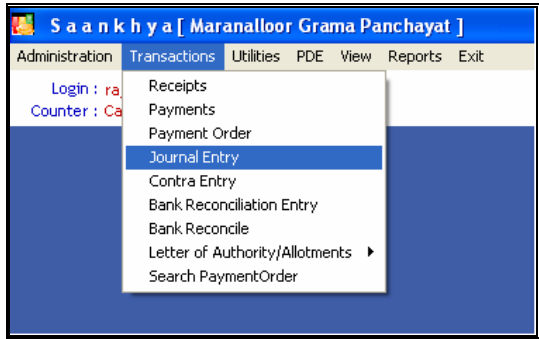 S a a n k h y a [ Maranalloor Grama Panchayat ]
Administration Transactions Utilities PDE View Reports Exit
Login :
Counter :
Receipts
Payments
Payment Order
Journal Entry
Contra Entry
Bank Reconciliation Entry
Bank Reconcile
Letter of Authority/Allotments
Search PaymentOrder